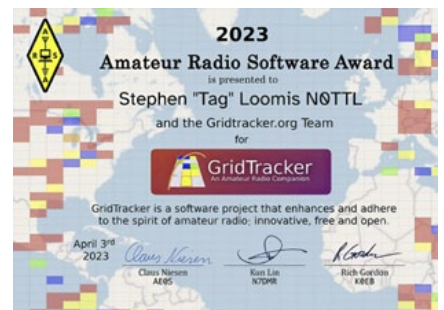 2023
Amateur Radio Software Award
is presented to
Stephen "Tag" Loomis NØTTL
and the Gridtracker.org Team
for
GridTracker
An Amateur Radio Companion
GridTracker is a software project that enhances and adhere
to the spirit of amateur radio; innovative, free and open.
April 3rd
2023
Claus Niesen
AE0S
Kun Lin
N7DMR
Rich Gordon
K0EB
A
R S
A